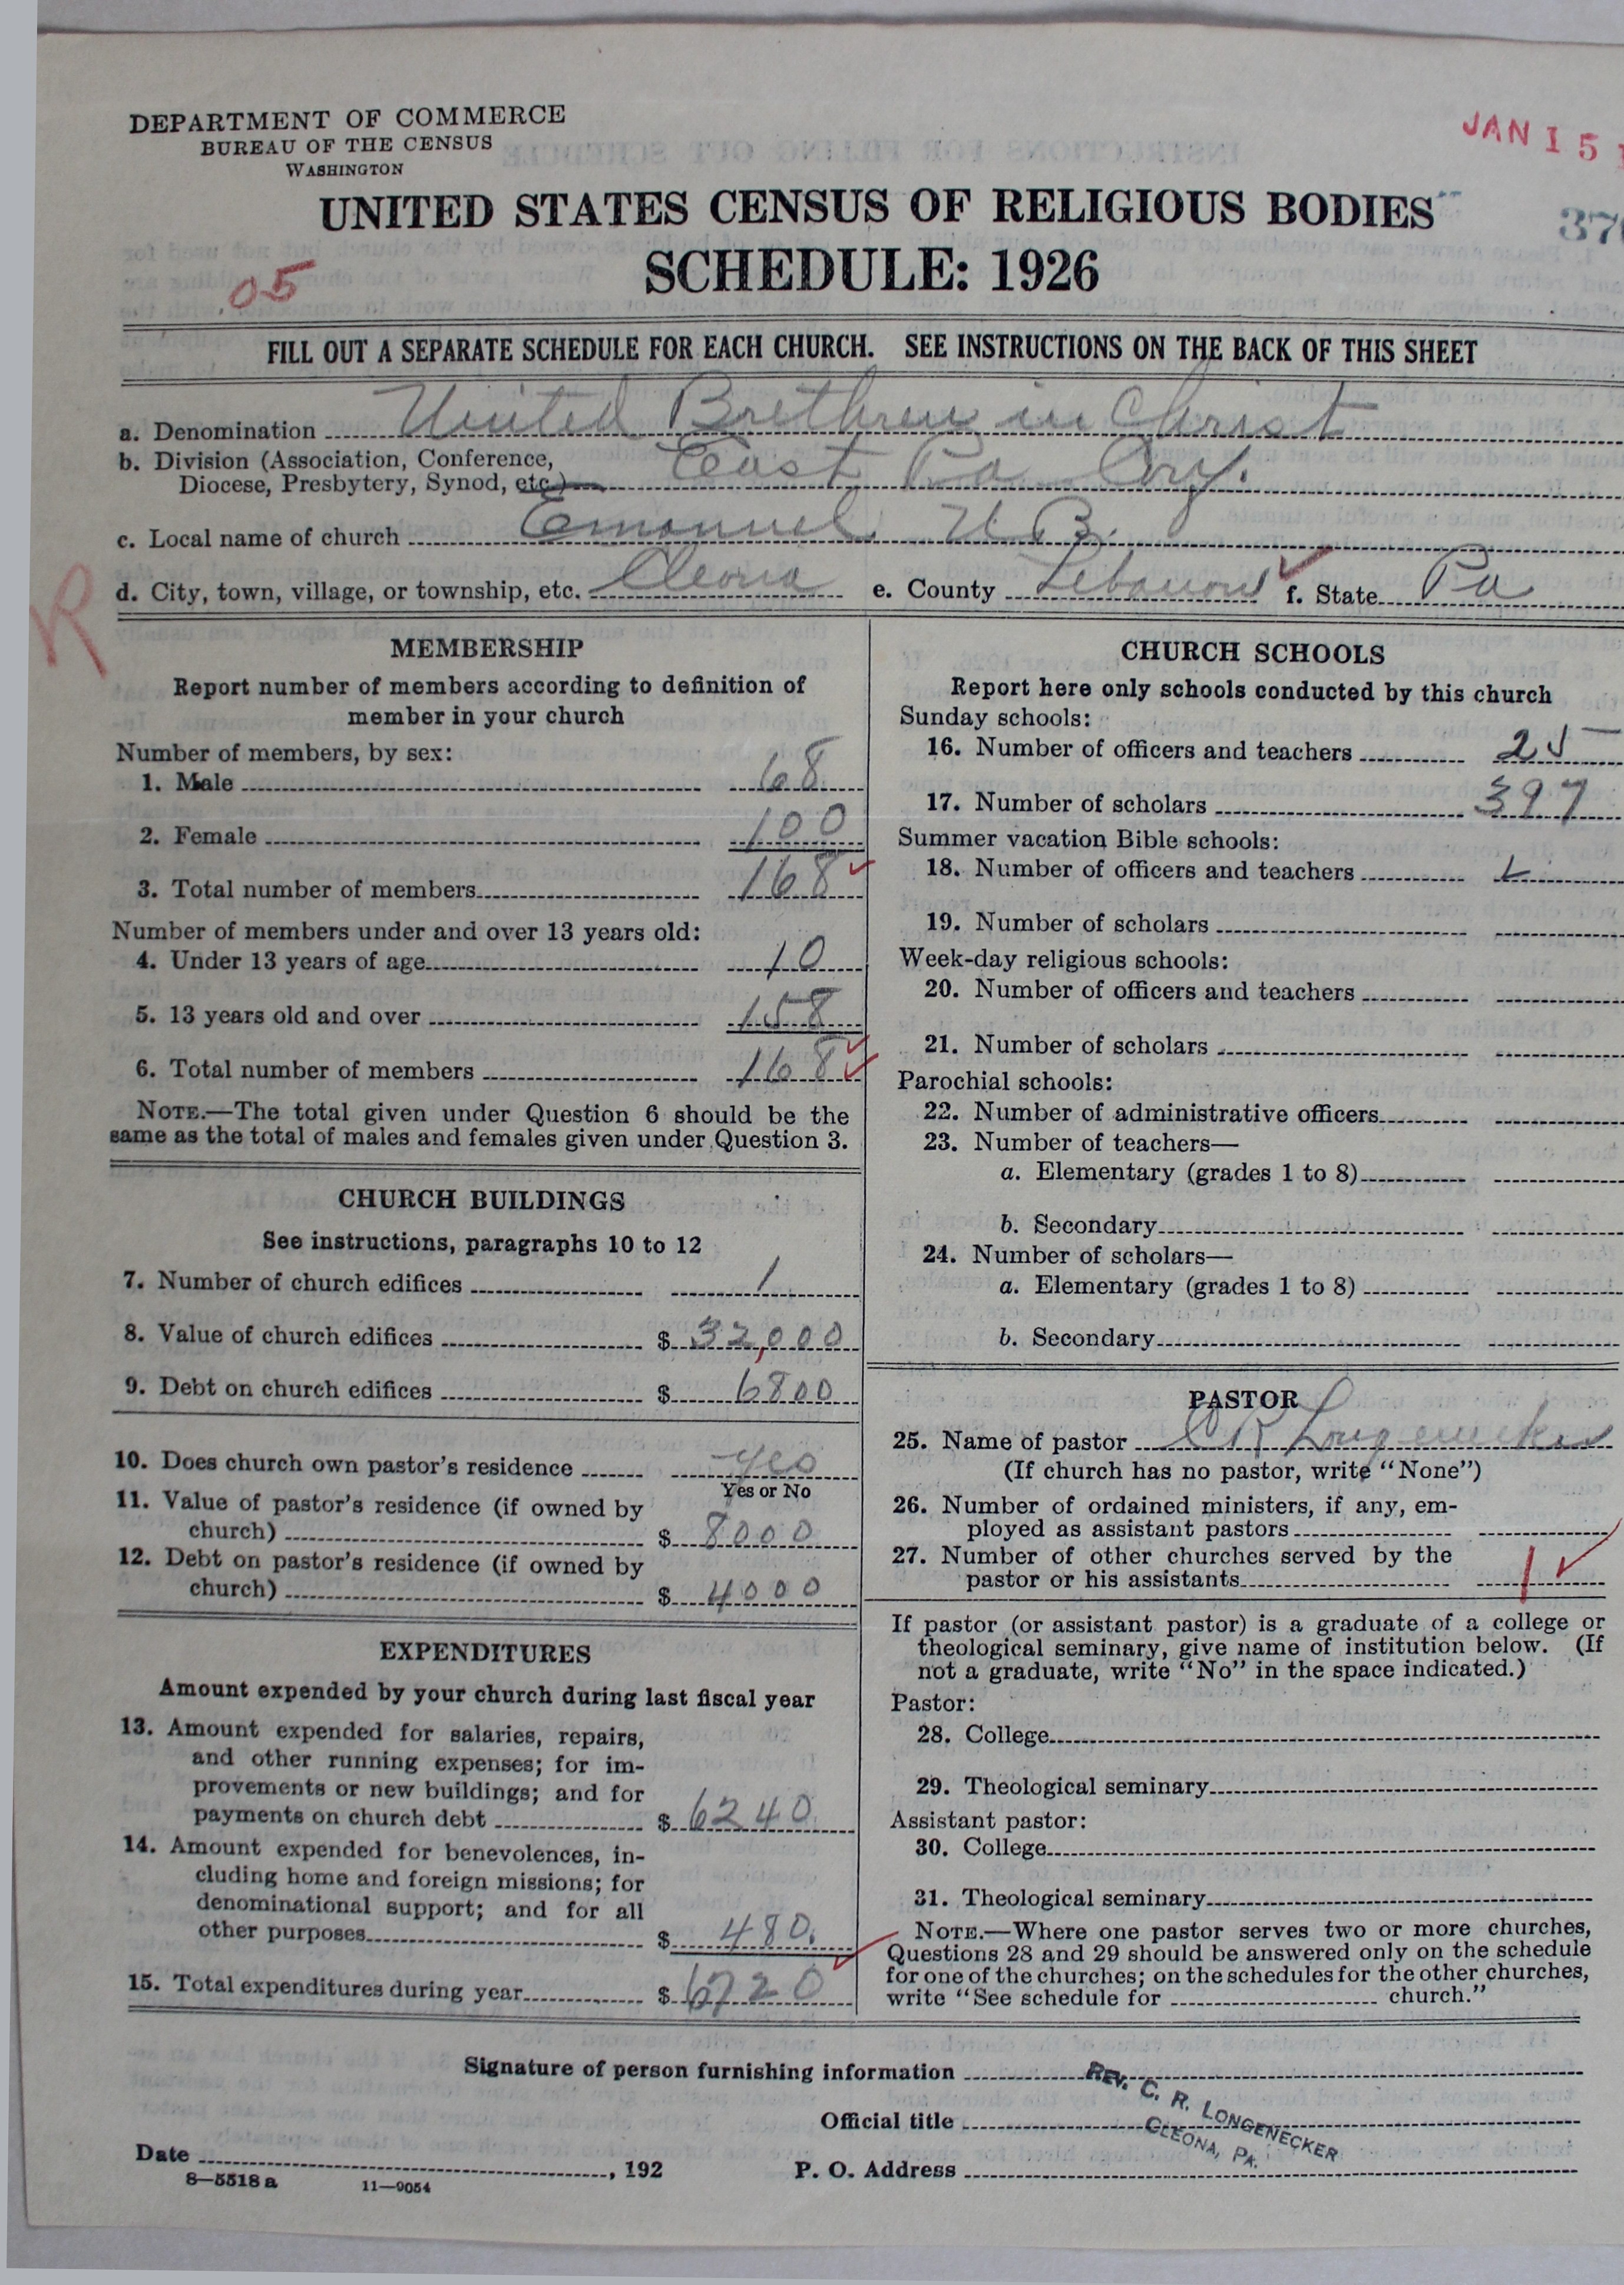 DEPARTMENT OF COMMERCE
BUREAU OF THE CENSUS
WASHINGTON
JAN 15
UNITED STATES CENSUS OF RELIGIOUS BODIES
370
SCHEDULE: 1926
05
FILL OUT A SEPARATE SCHEDULE FOR EACH CHURCH. SEE INSTRUCTIONS ON THE BACK OF THIS SHEET
a. Denomination United Brethren in Christ
b. Division (Association, Conference,
Diocese, Presbytery, Synod, etc.) East Pa
c. Local name of church Emanuel U.B.
d. City, town, village, or township, etc. Cleona e. County Lebanon f. State Pa
R
MEMBERSHIP
Report number of members according to definition of
member in your church
Number of members, by sex:
1. Male 68
2. Female 100
3. Total number of members 168
Number of members under and over 13 years old:
4. Under 13 years of age 10
5. 13 years old and over 158
6. Total number of members 168
NOTE.—The total given under Question 6 should be the
same as the total of males and females given under Question 3.
CHURCH BUILDINGS
See instructions, paragraphs 10 to 12
7. Number of church edifices 1
8. Value of church edifices $ 32,000
9. Debt on church edifices $ 6800
10. Does church own pastor's residence Yes
Yes or No
11. Value of pastor's residence (if owned by
church) $ 8000
12. Debt on pastor's residence (if owned by
church) $ 4000
EXPENDITURES
Amount expended by your church during last fiscal year
13. Amount expended for salaries, repairs,
and other running expenses; for im-
provements or new buildings; and for
payments on church debt $ 6240
14. Amount expended for benevolences, in-
cluding home and foreign missions; for
denominational support; and for all
other purposes $ 480.
15. Total expenditures during year $ 6720
CHURCH SCHOOLS
Report here only schools conducted by this church
Sunday schools:
16. Number of officers and teachers 25
17. Number of scholars 397
Summer vacation Bible schools:
18. Number of officers and teachers
19. Number of scholars
Week-day religious schools:
20. Number of officers and teachers
21. Number of scholars
Parochial schools:
22. Number of administrative officers
23. Number of teachers—
a. Elementary (grades 1 to 8)
b. Secondary
24. Number of scholars—
a. Elementary (grades 1 to 8)
b. Secondary
PASTOR
25. Name of pastor C R Longenecker
(If church has no pastor, write "None")
26. Number of ordained ministers, if any, em-
ployed as assistant pastors
27. Number of other churches served by the
pastor or his assistants 1
If pastor (or assistant pastor) is a graduate of a college or
theological seminary, give name of institution below. (If
not a graduate, write "No" in the space indicated.)
Pastor:
28. College
29. Theological seminary
Assistant pastor:
30. College
31. Theological seminary
NOTE.—Where one pastor serves two or more churches,
Questions 28 and 29 should be answered only on the schedule
for one of the churches; on the schedules for the other churches,
write "See schedule for church."
Signature of person furnishing information REV. C. R. LONGENECKER
Official title CLEONA, PA.
Date , 192 P. O. Address
8—5518 a 11—9054